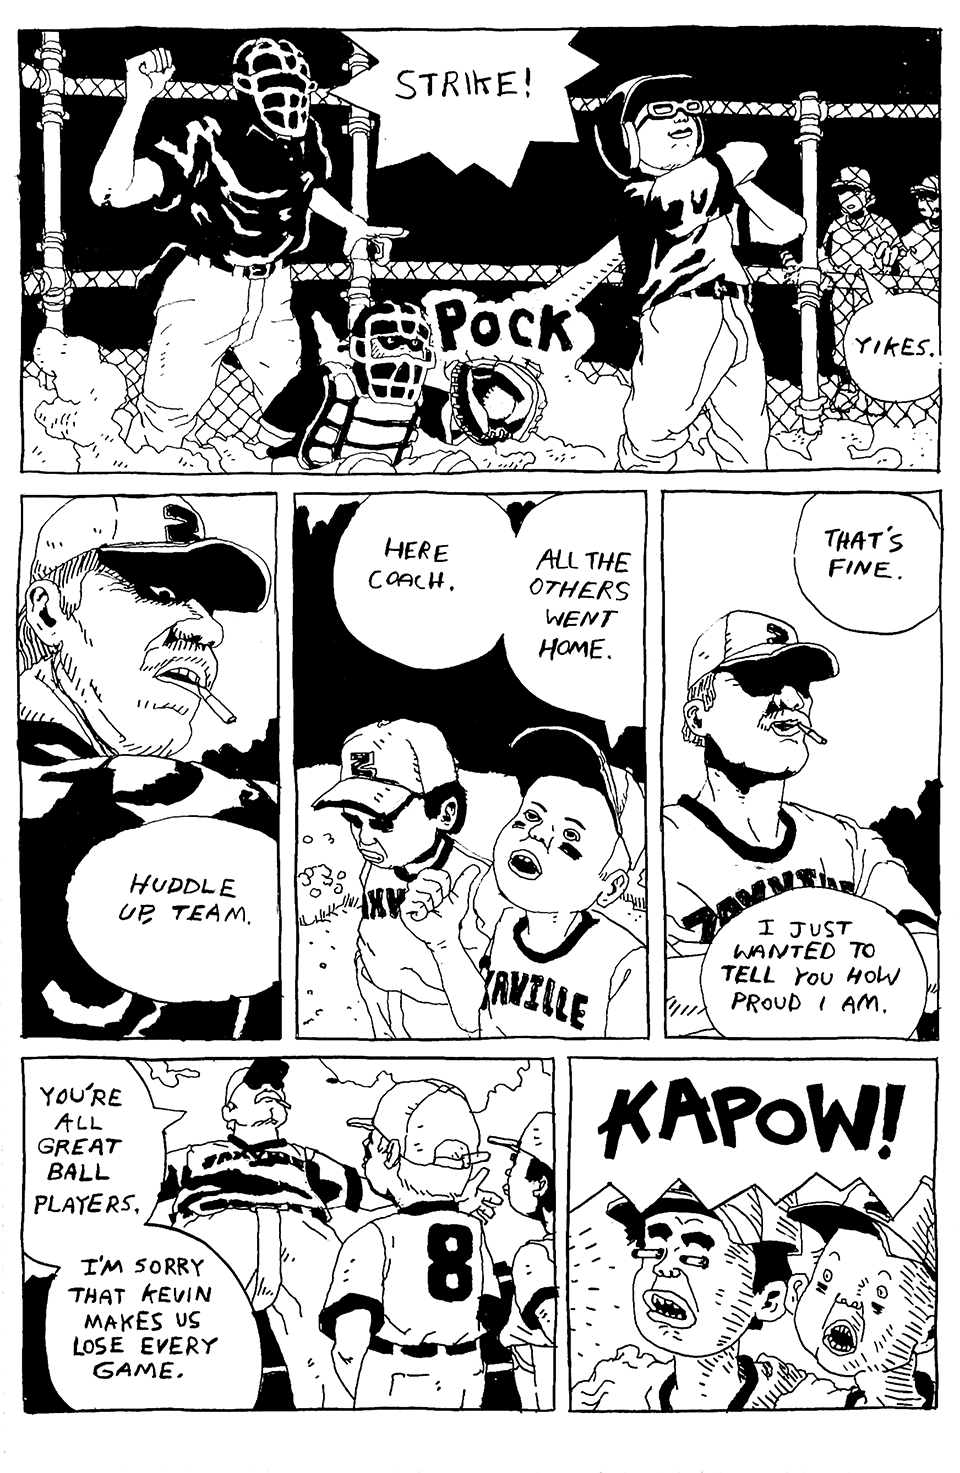 STRIKE!
POCK
YIKES.
HUDDLE
UP, TEAM.
HERE
COACH.
ALL THE
OTHERS
WENT
HOME.
THAT'S
FINE.
I JUST
WANTED TO
TELL YOU HOW
PROUD I AM.
YOU'RE
ALL
GREAT
BALL
PLAYERS.
I'M SORRY
THAT KEVIN
MAKES US
LOSE EVERY
GAME.
8
KAPOW!